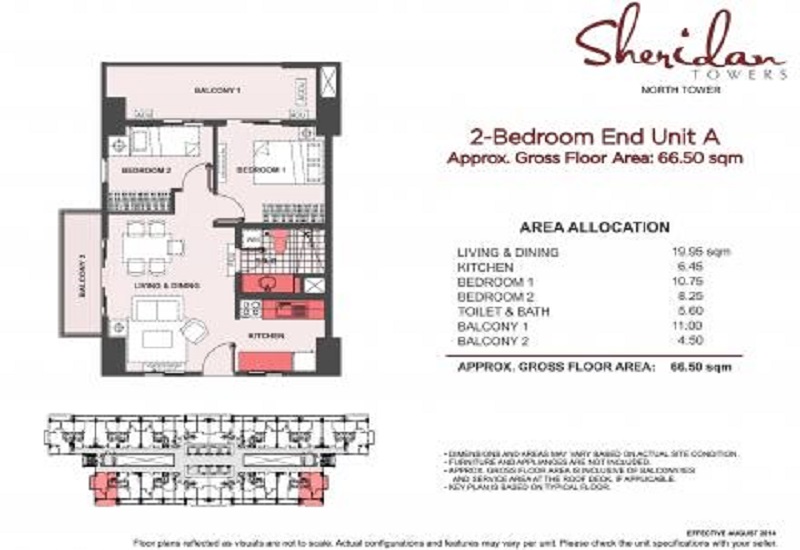 Sheridan
TOWERS
NORTH TOWER
2-Bedroom End Unit A
Approx. Gross Floor Area: 66.50 sqm
AREA ALLOCATION
LIVING & DINING 19.95 sqm
KITCHEN 6.45
BEDROOM 1 10.75
BEDROOM 2 8.25
TOILET & BATH 5.60
BALCONY 1 11.00
BALCONY 2 4.50
APPROX. GROSS FLOOR AREA: 66.50 sqm
BALCONY 1
BEDROOM 2
BEDROOM 1
BALCONY 2
T&B
LIVING & DINING
KITCHEN
- DIMENSIONS AND AREAS MAY VARY BASED ON ACTUAL SITE CONDITION.
- FURNITURE AND APPLIANCES ARE NOT INCLUDED.
- APPROX. GROSS FLOOR AREA IS INCLUSIVE OF BALCONY/IES
AND SERVICE AREA AT THE ROOF DECK, IF APPLICABLE.
- KEY PLAN IS BASED ON TYPICAL FLOOR.
EFFECTIVE AUGUST 2014
Floor plans reflected as visuals are not to scale. Actual configurations and features may vary per unit. Please check the unit specifications with your seller.